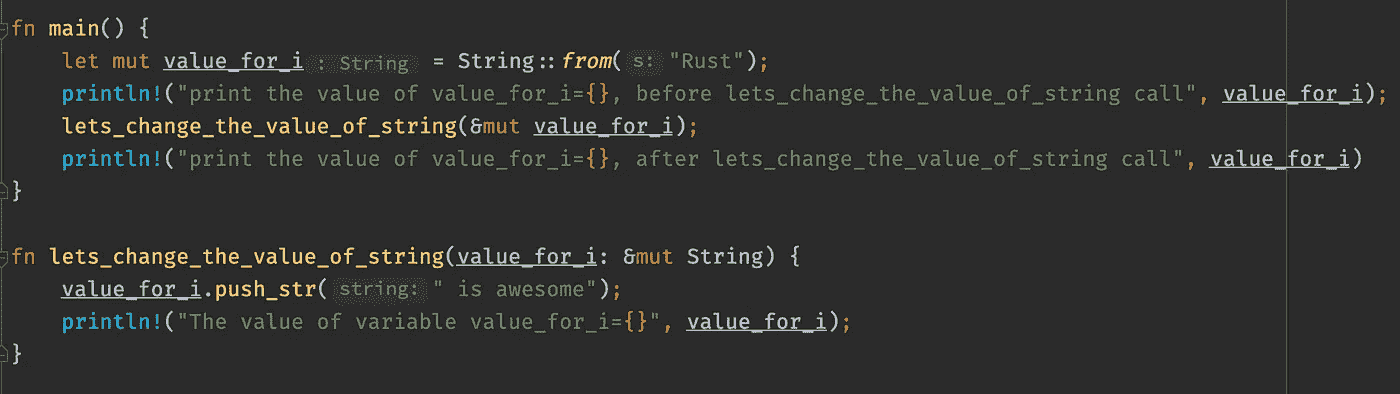 fn main() {
    let mut value_for_i : String = String::from( s: "Rust");
    println!("print the value of value_for_i={}, before lets_change_the_value_of_string call", value_for_i);
    lets_change_the_value_of_string(&mut value_for_i);
    println!("print the value of value_for_i={}, after lets_change_the_value_of_string call", value_for_i)
}
fn lets_change_the_value_of_string(value_for_i: &mut String) {
    value_for_i.push_str( string: " is awesome");
    println!("The value of variable value_for_i={}", value_for_i);
}